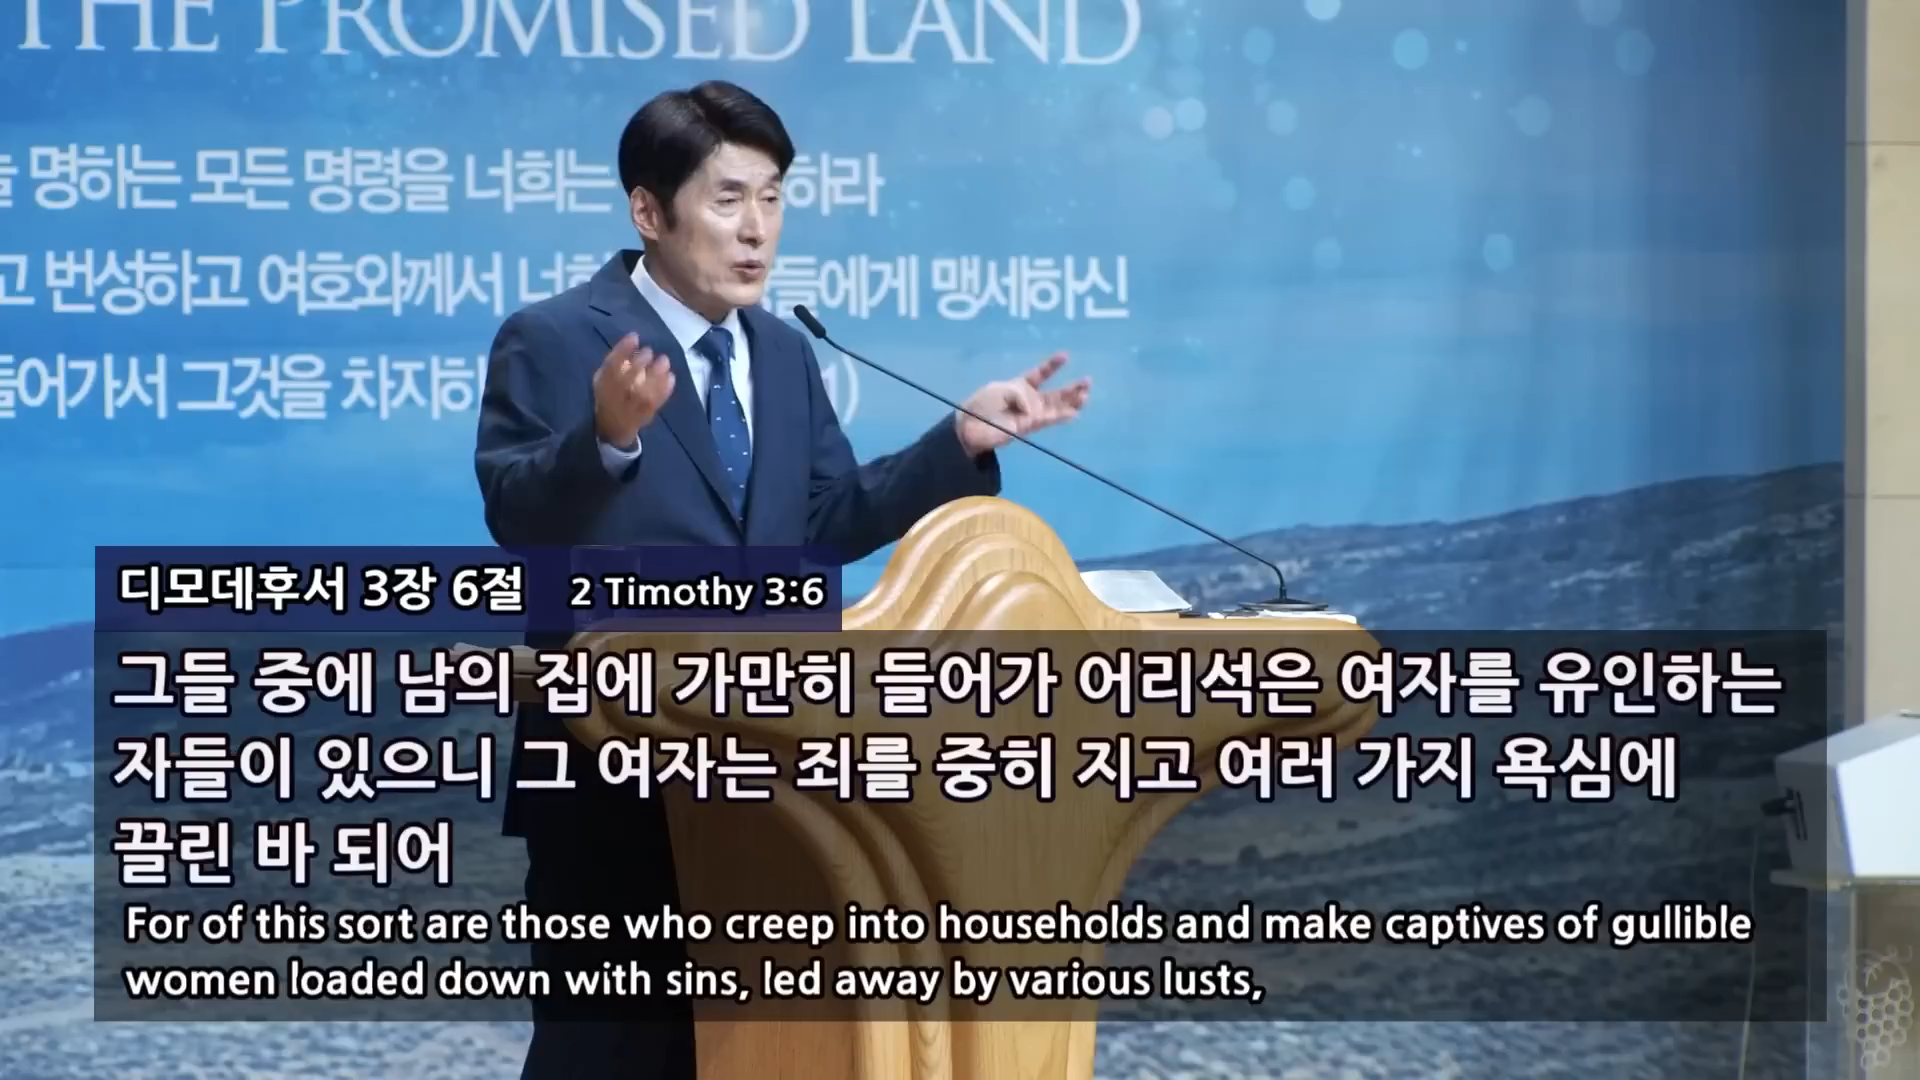 THE PROMISED LAND
명하는 모든 명령을 너희는 하라
고 번성하고 여호와께서 들에게 맹세하신
들어가서 그것을 차지하 1)
디모데후서 3장 6절 2 Timothy 3:6
그들 중에 남의 집에 가만히 들어가 어리석은 여자를 유인하는
자들이 있으니 그 여자는 죄를 중히 지고 여러 가지 욕심에
끌린 바 되어
For of this sort are those who creep into households and make captives of gullible
women loaded down with sins, led away by various lusts,